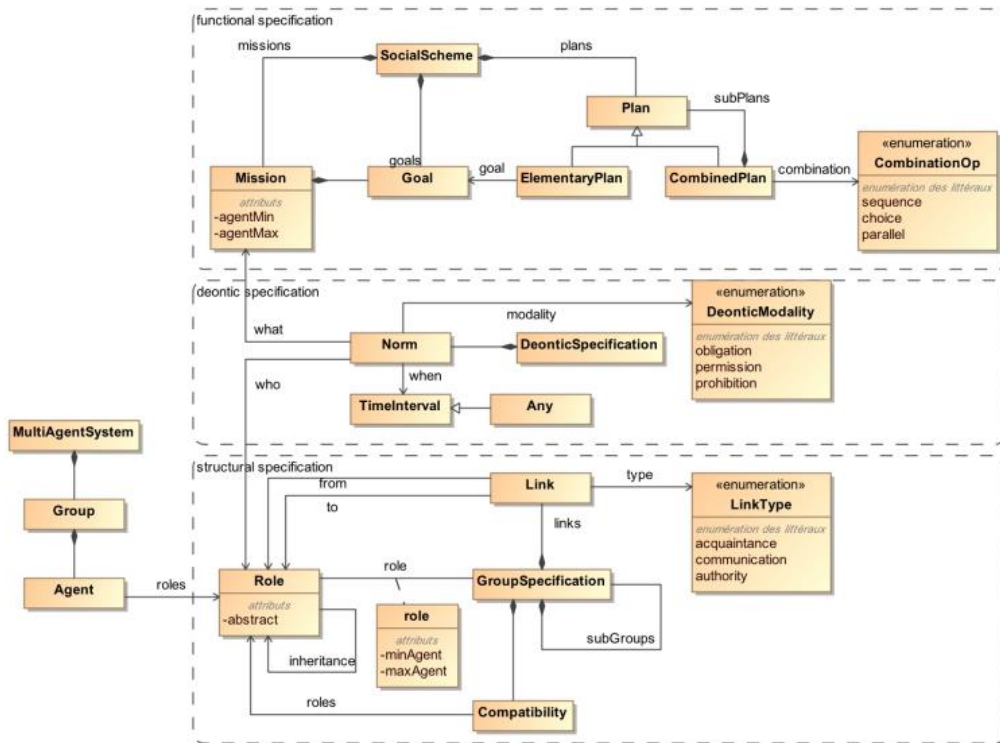 functional specification
missions
SocialScheme
plans
Plan
subPlans
«enumeration»
CombinationOp
enumération des littéraux
sequence
choice
parallel
Mission
attributs
-agentMin
-agentMax
goals
Goal
goal
ElementaryPlan
CombinedPlan
combination
deontic specification
what
who
Norm
modality
DeonticSpecification
when
TimeInterval
Any
«enumeration»
DeonticModality
enumération des littéraux
obligation
permission
prohibition
MultiAgentSystem
Group
Agent
roles
structural specification
from
to
Link
type
links
«enumeration»
LinkType
enumération des littéraux
acquaintance
communication
authority
Role
attributs
-abstract
inheritance
role
role
attributs
-minAgent
-maxAgent
GroupSpecification
subGroups
roles
Compatibility